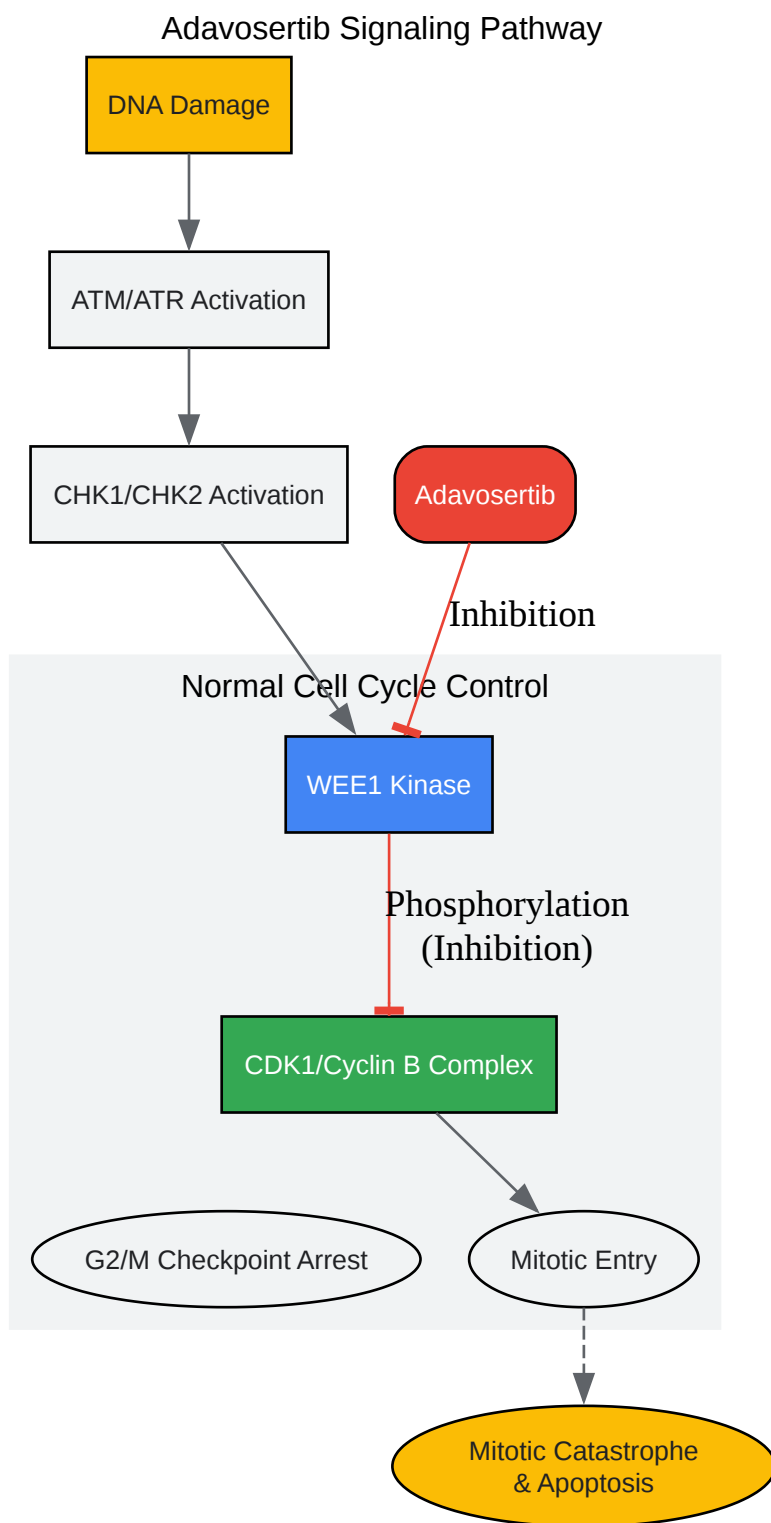 Adavosertib Signaling Pathway
DNA Damage
ATM/ATR Activation
CHK1/CHK2 Activation
Adavosertib
Inhibition
Normal Cell Cycle Control
WEE1 Kinase
Phosphorylation
(Inhibition)
CDK1/Cyclin B Complex
G2/M Checkpoint Arrest
Mitotic Entry
Mitotic Catastrophe
& Apoptosis